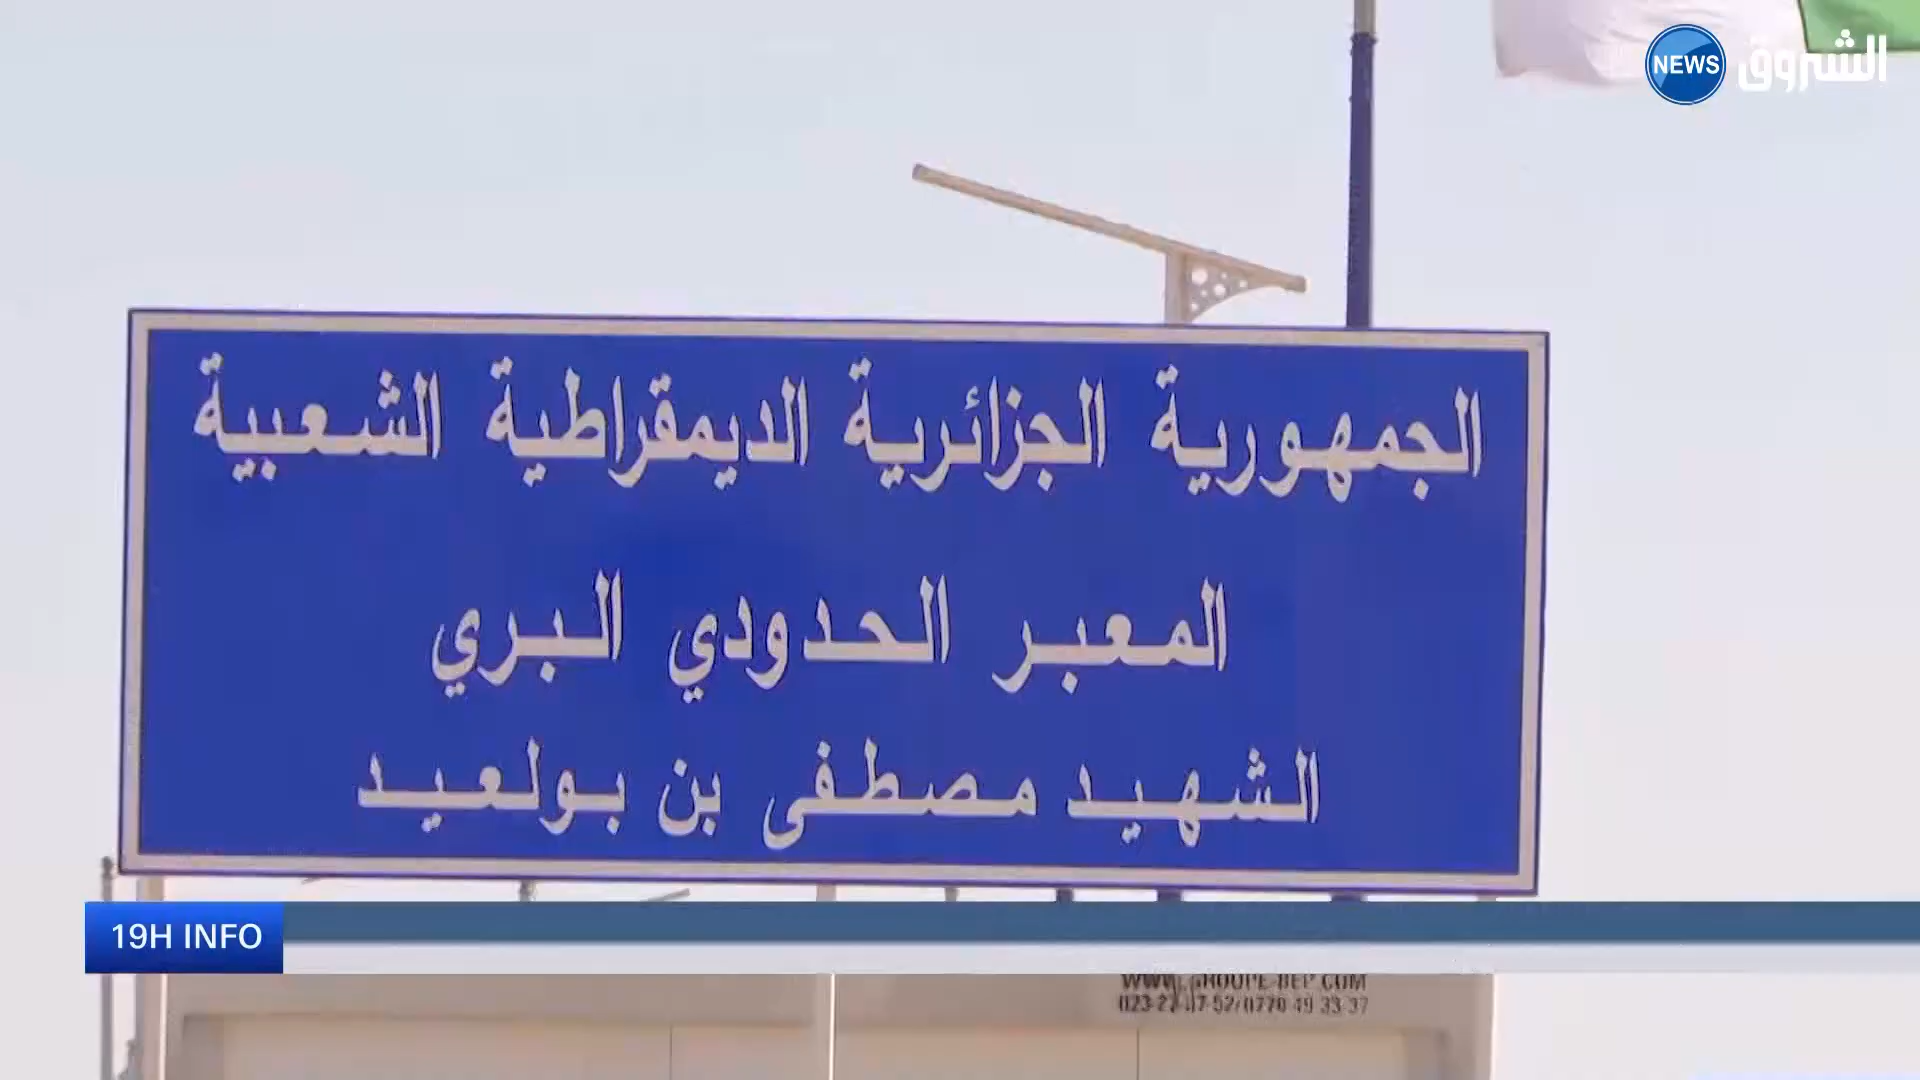 NEWS الشروق
الجمهورية الجزائرية الديمقراطية الشعبية
المعبر الحدودي البري
الشهيد مصطفى بن بولعيد
19H INFO